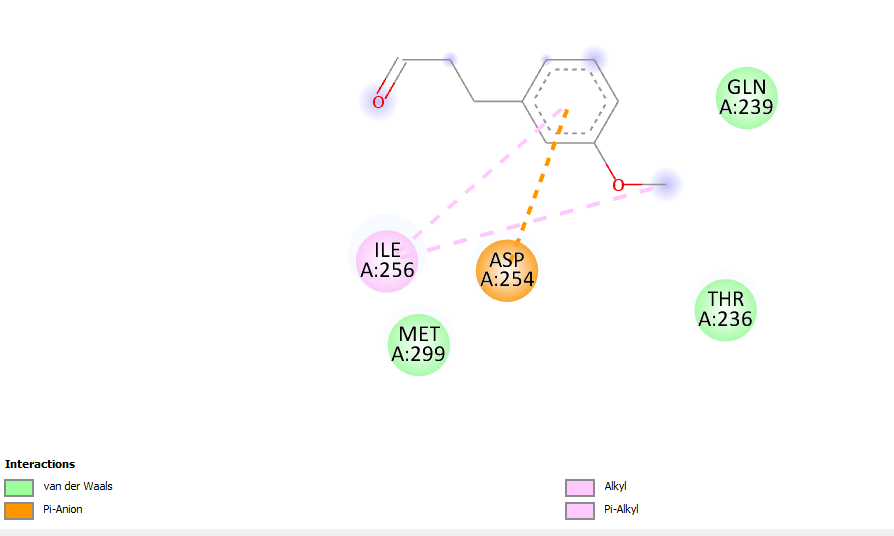 O
GLN
A:239
O
ILE
A:256
ASP
A:254
THR
A:236
MET
A:299
Interactions
van der Waals
Pi-Anion
Alkyl
Pi-Alkyl